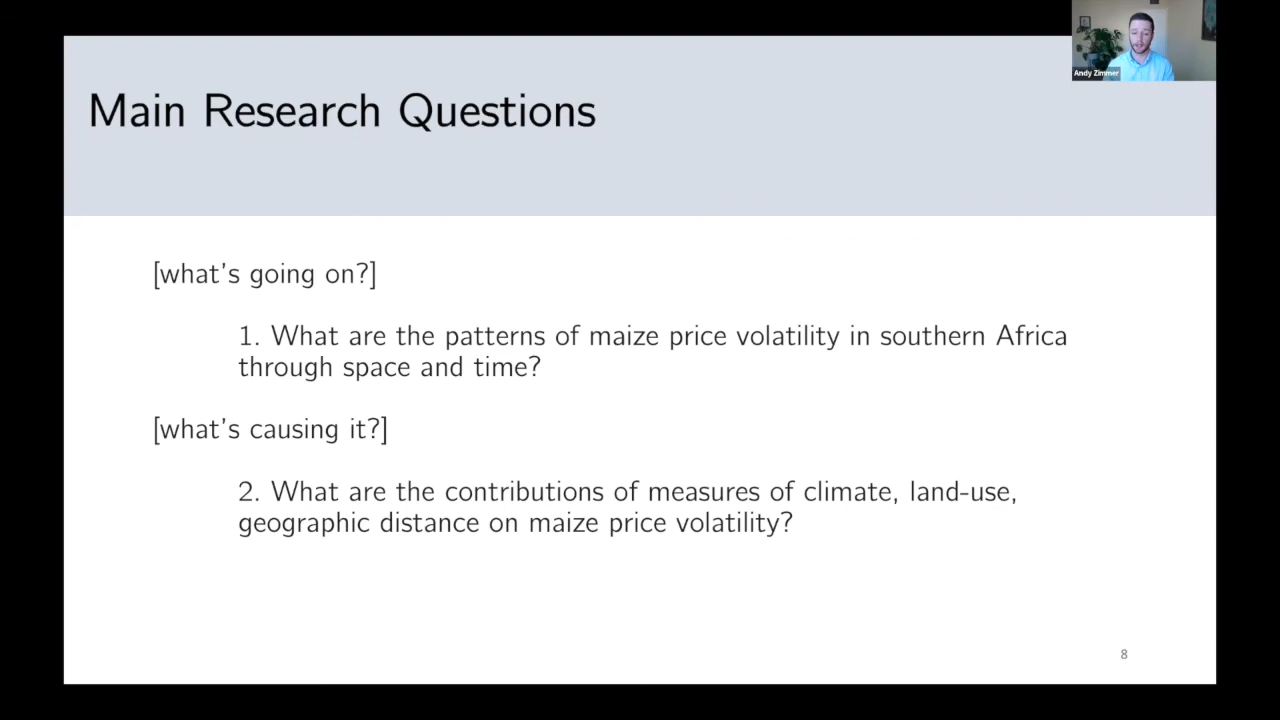 Andy Zimmer
Main Research Questions
[what's going on?]
1. What are the patterns of maize price volatility in southern Africa
through space and time?
[what's causing it?]
2. What are the contributions of measures of climate, land-use,
geographic distance on maize price volatility?
8